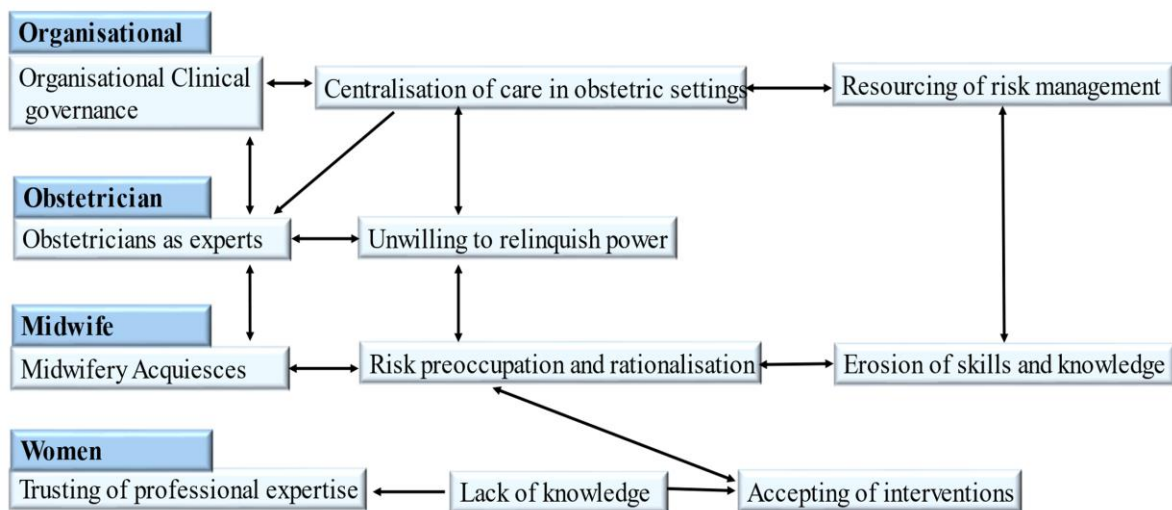 Organisational
Organisational Clinical
governance
Centralisation of care in obstetric settings
Resourcing of risk management
Obstetrician
Obstetricians as experts
Unwilling to relinquish power
Midwife
Midwifery Acquiesces
Risk preoccupation and rationalisation
Erosion of skills and knowledge
Women
Trusting of professional expertise
Lack of knowledge
Accepting of interventions